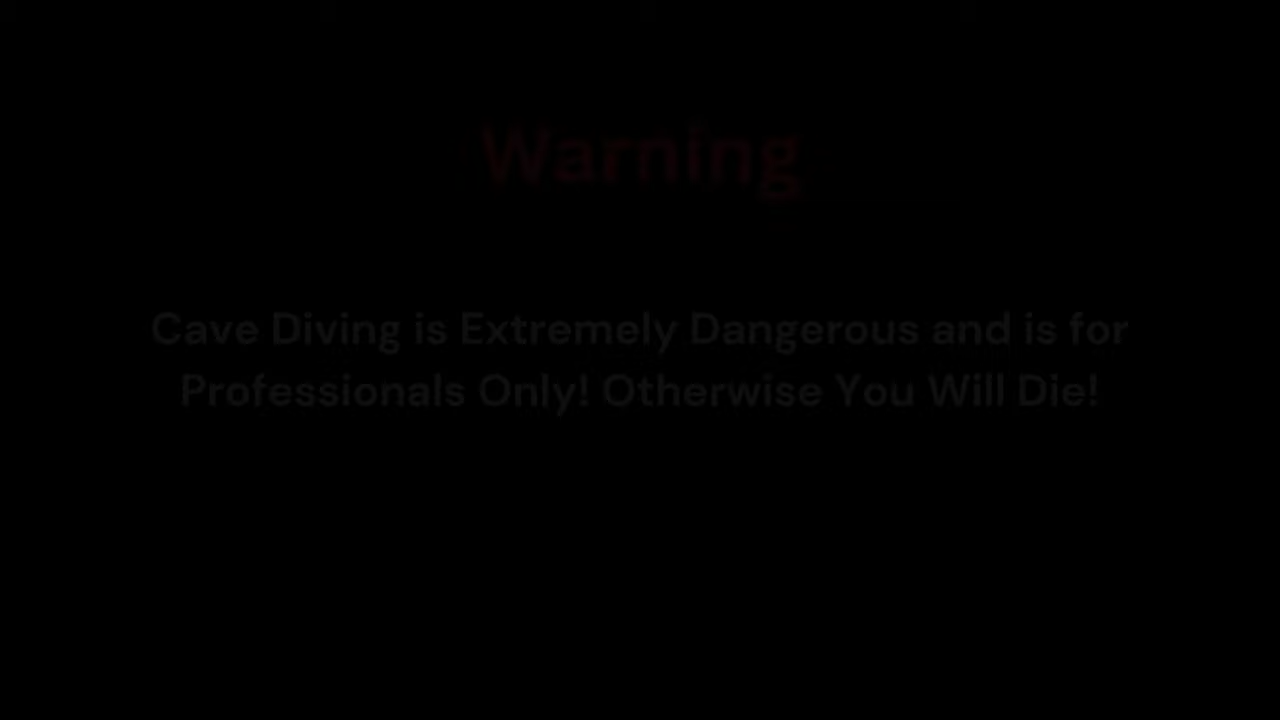 Warning
Cave Diving is Extremely Dangerous and is for
Professionals Only! Otherwise You Will Die!